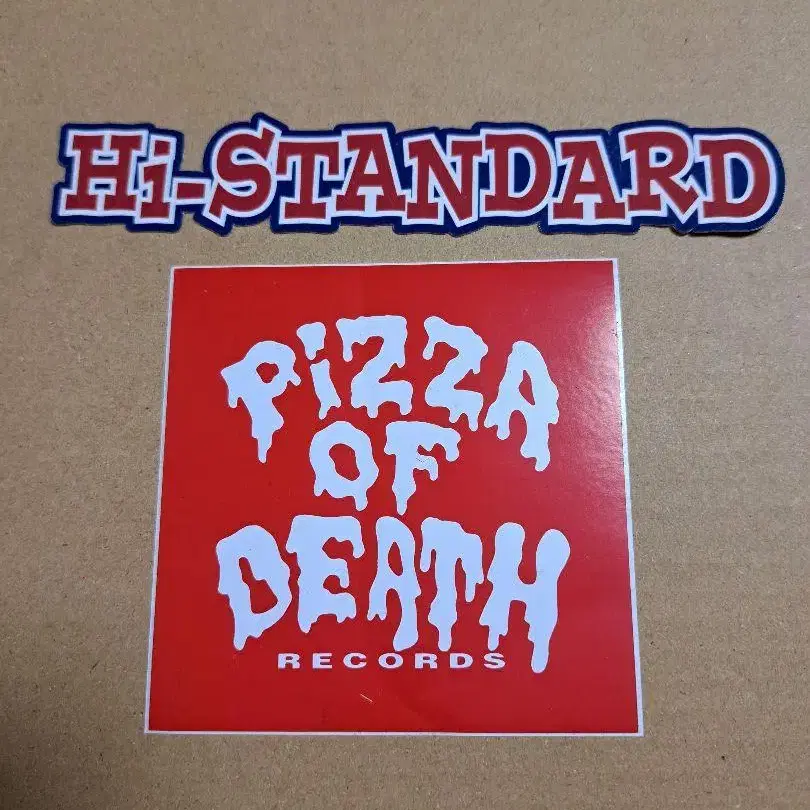 Hi-STANDARD
PiZZA
OF
DEATH
RECORDS